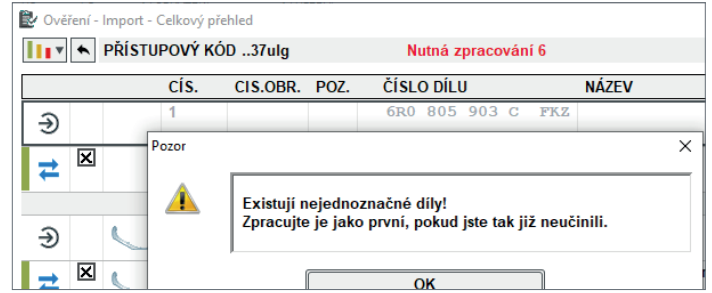 Ověření - Import - Celkový přehled
PŘÍSTUPOVÝ KÓD ..37ulg Nutná zpracování 6
CÍS. CIS.OBR. POZ. ČÍSLO DÍLU NÁZEV
1 6R0 805 903 C FKZ
Pozor
Existují nejednoznačné díly!
Zpracujte je jako první, pokud jste tak již neučinili.
OK